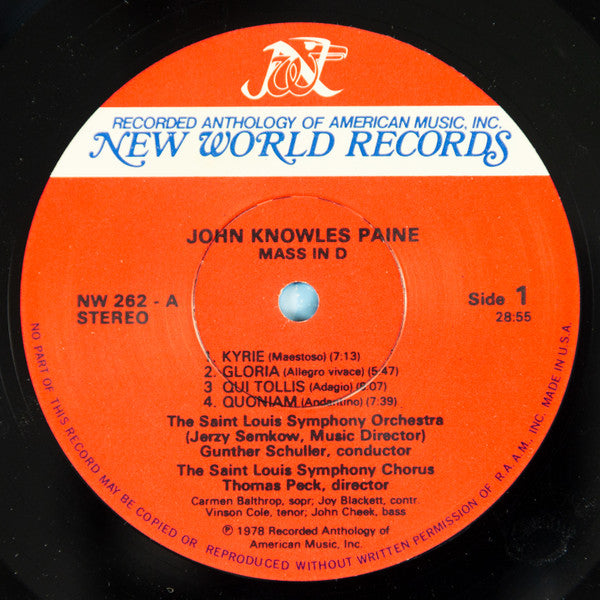 RECORDED ANTHOLOGY OF AMERICAN MUSIC, INC.
NEW WORLD RECORDS
JOHN KNOWLES PAINE
MASS IN D
NW 262 - A
STEREO
Side 1
28:55
1. KYRIE (Maestoso) (7:13)
2. GLORIA (Allegro vivace) (5:47)
3 QUI TOLLIS (Adagio) (8:07)
4. QUONIAM (Andantino) (7:39)
The Saint Louis Symphony Orchestra
(Jerzy Semkow, Music Director)
Gunther Schuller, conductor
The Saint Louis Symphony Chorus
Thomas Peck, director
Carmen Balthrop, sopr; Joy Blackett, contr.
Vinson Cole, tenor; John Cheek, bass
℗ 1978 Recorded Anthology of
American Music, Inc.
NO PART OF THIS RECORD MAY BE COPIED OR REPRODUCED WITHOUT WRITTEN PERMISSION OF R.A.A.M., INC. MADE IN U.S.A.